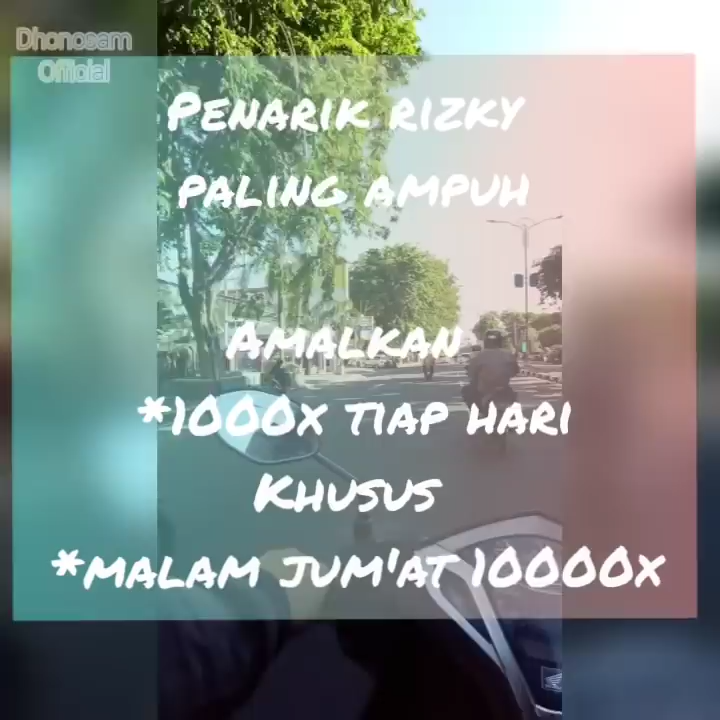 Dhonosam
Official
Penarik rizky
paling ampuh
Amalkan
*1000x tiap hari
Khusus
*malam jum'at 10000x